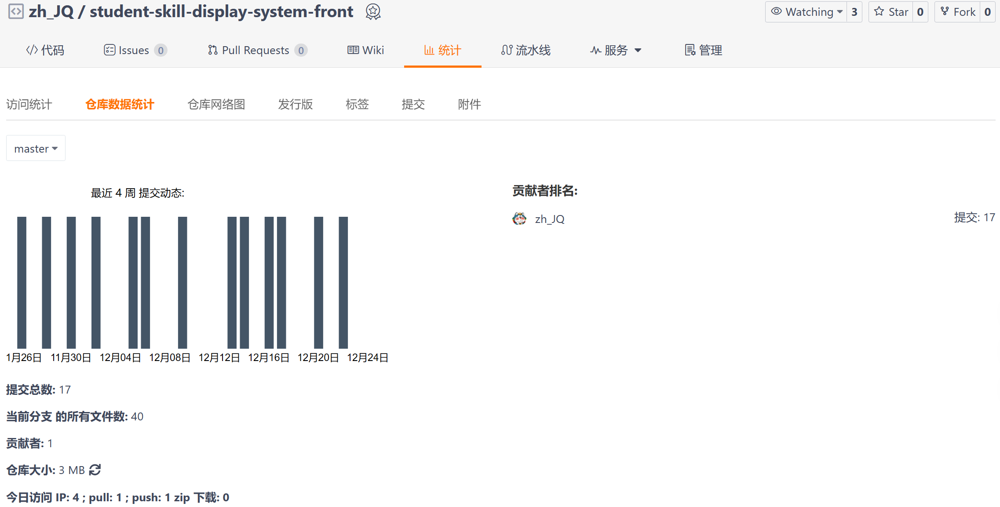 zh_JQ / student-skill-display-system-front Watching 3 Star 0 Fork 0
代码 Issues 0 Pull Requests 0 Wiki 统计 流水线 服务 管理
访问统计 仓库数据统计 仓库网络图 发行版 标签 提交 附件
master
最近 4 周 提交动态:
1月26日 11月30日 12月04日 12月08日 12月12日 12月16日 12月20日 12月24日
贡献者排名:
zh_JQ 提交: 17
提交总数: 17
当前分支 的所有文件数: 40
贡献者: 1
仓库大小: 3 MB
今日访问 IP: 4 ; pull: 1 ; push: 1 zip 下载: 0